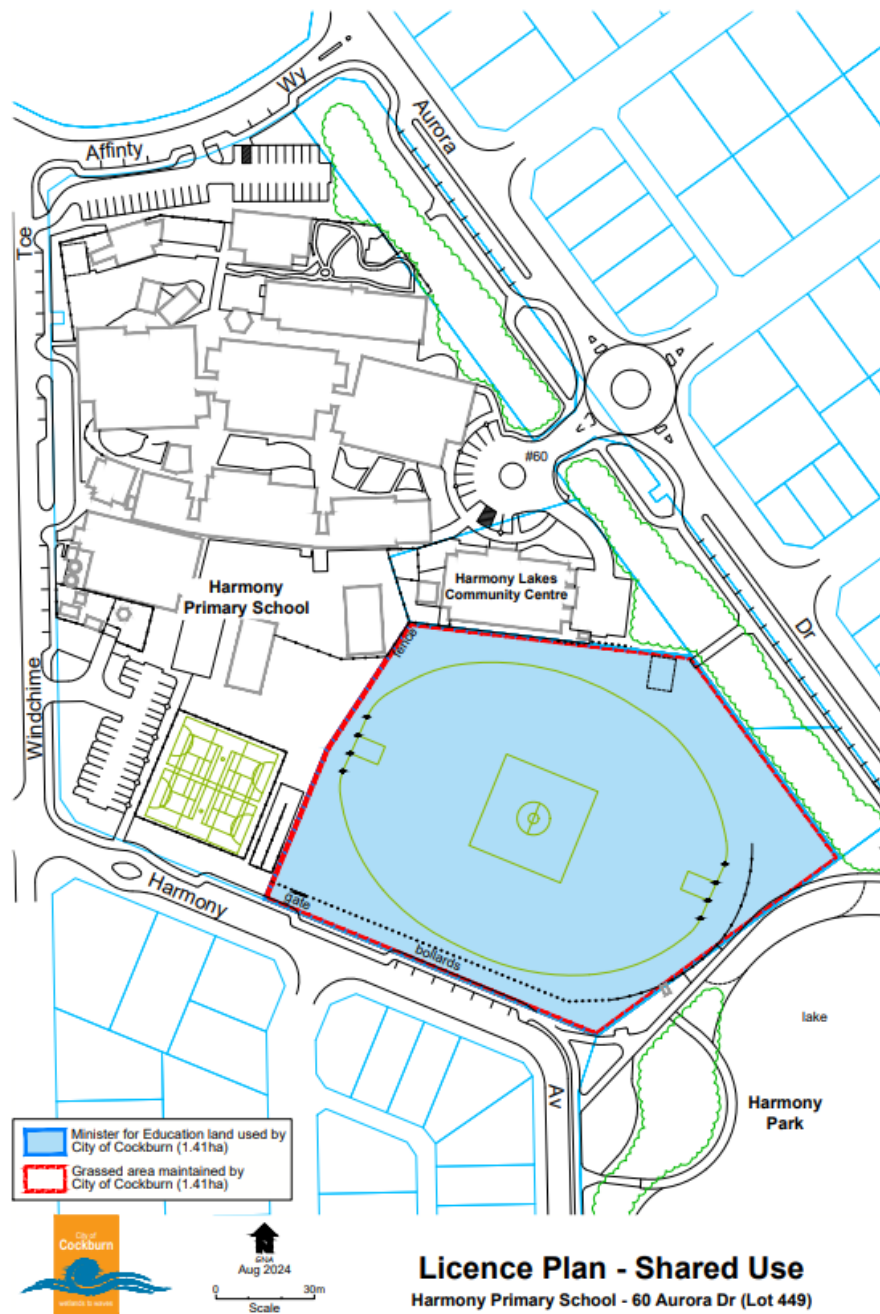 Wy
Aurora
Affinty
Tce
#60
Harmony Lakes
Community Centre
Harmony
Primary School
fence
Dr
Windchime
Harmony
gate
bollards
lake
Av
Harmony
Park
Minister for Education land used by
City of Cockburn (1.41ha)
Grassed area maintained by
City of Cockburn (1.41ha)
City of
Cockburn
wetlands to waves
GNA
Aug 2024
0 30m
Scale
Licence Plan - Shared Use
Harmony Primary School - 60 Aurora Dr (Lot 449)